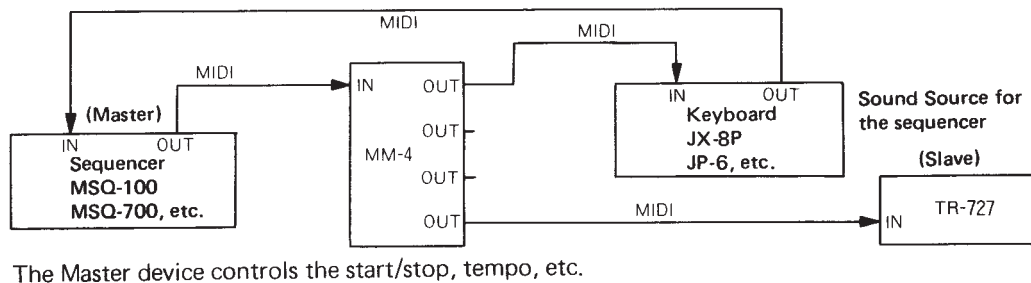 MIDI
MIDI
MIDI
IN OUT
MM-4
OUT
OUT
OUT
(Master)
IN OUT
Sequencer
MSQ-100
MSQ-700, etc.
IN OUT
Keyboard
JX-8P
JP-6, etc.
Sound Source for
the sequencer
(Slave)
MIDI
IN TR-727
The Master device controls the start/stop, tempo, etc.